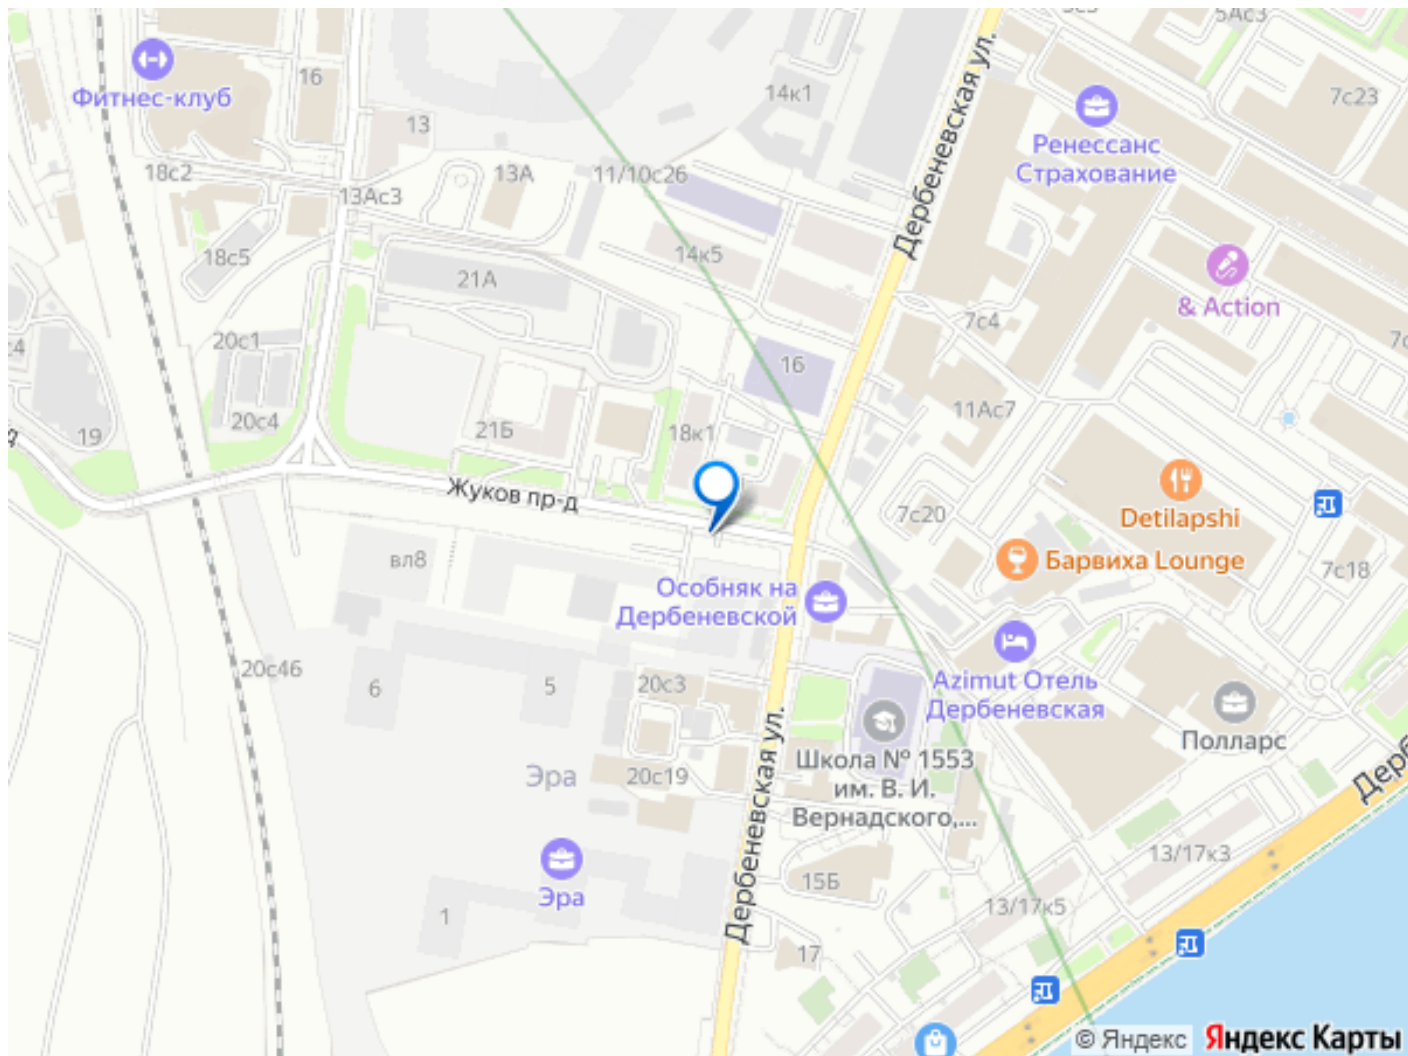 5Ас3
Фитнес-клуб
16
14к1
7с23
13
Ренессанс
Страхование
18с2
13А
11/10с26
13Ас3
Дербеневская ул.
18с5
14к5
21А
& Action
7с4
20с1
16
11Ас7
20с4
19
21Б
18к1
Жуков пр-д
7с20
Detilapshi
вл8
Барвиха Lounge
7с18
Особняк на
Дербеневской
20с46
6
5
20с3
Azimut Отель
Дербеневская
Полларс
Школа № 1553
им. В. И.
Вернадского,...
Эра
20с19
Дербеневская ул.
13/17к3
15Б
Эра
1
13/17к5
17
© Яндекс
Яндекс Карты